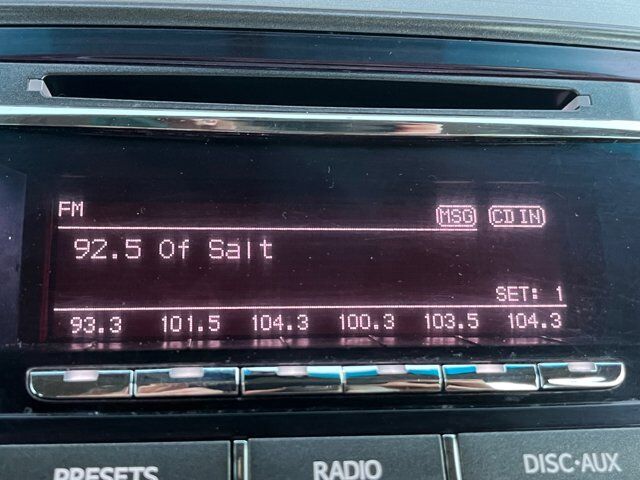 FM MSG CD IN
92.5 Of Salt
SET: 1
93.3 101.5 104.3 100.3 103.5 104.3
PRESETS RADIO DISC·AUX